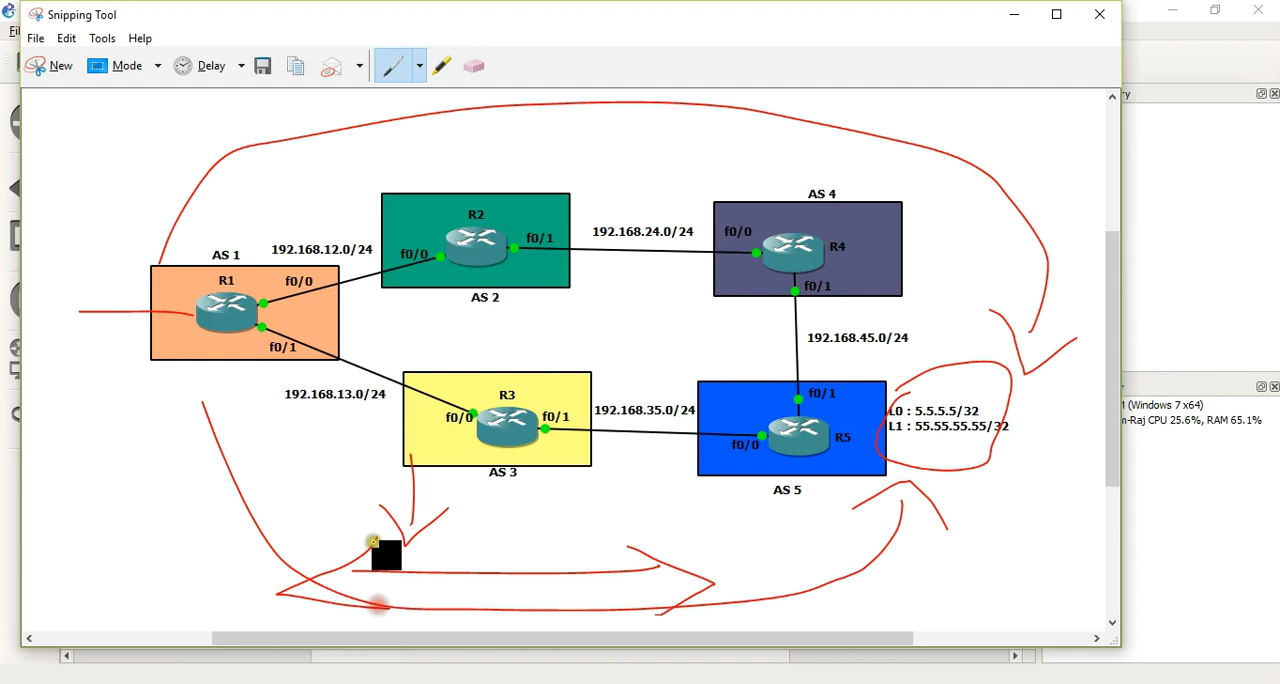 Snipping Tool
File Edit Tools Help
New Mode Delay
ry
AS 4
R2
f0/1
192.168.24.0/24
f0/0
R4
192.168.12.0/24
f0/0
AS 1
R1
f0/0
f0/1
AS 2
192.168.45.0/24
f0/1
192.168.13.0/24
R3
f0/0
f0/1
192.168.35.0/24
f0/1
L0 : 5.5.5.5/32
L1 : 55.55.55.55/32
f0/0
R5
AS 3
AS 5
(Windows 7 x64)
m-Raj CPU 25.6%, RAM 65.1%